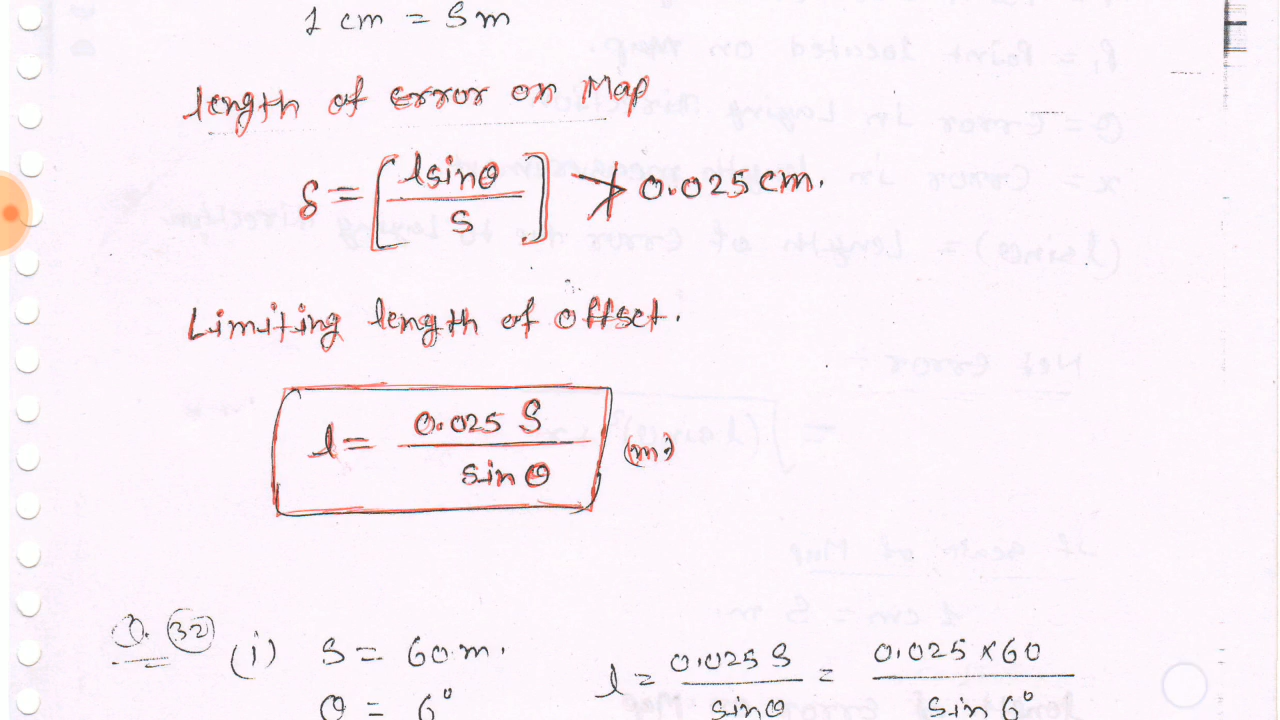 1 cm = S m
length of error on Map
δ = [ l sinθ / S ] ≯ 0.025 cm.
Limiting length of offset.
l = 0.025 S / sin θ (m)
Q. 32 (i) S = 60 m. l = 0.025 S / sinθ = 0.025 × 60 / sin 6°
θ = 6°